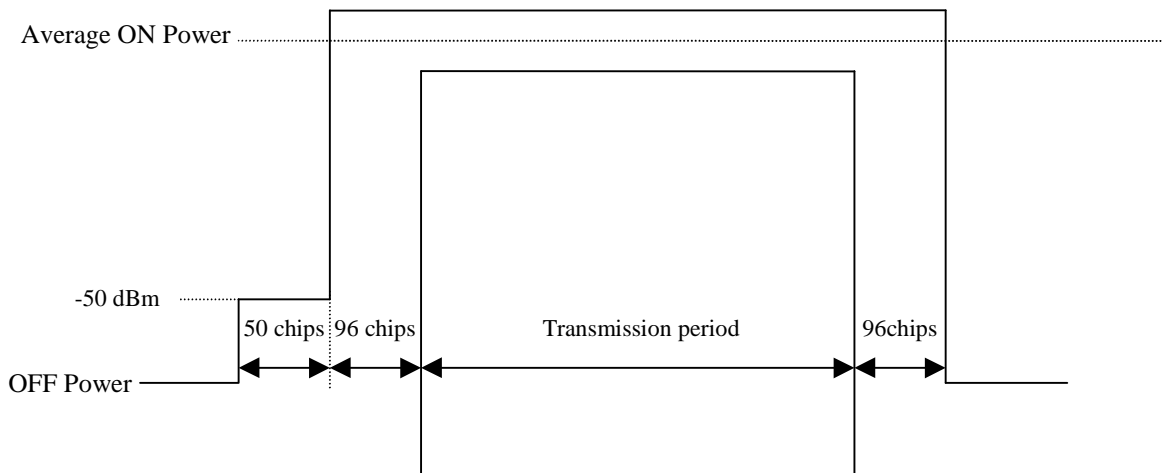 Average ON Power
-50 dBm
50 chips 96 chips Transmission period 96chips
OFF Power